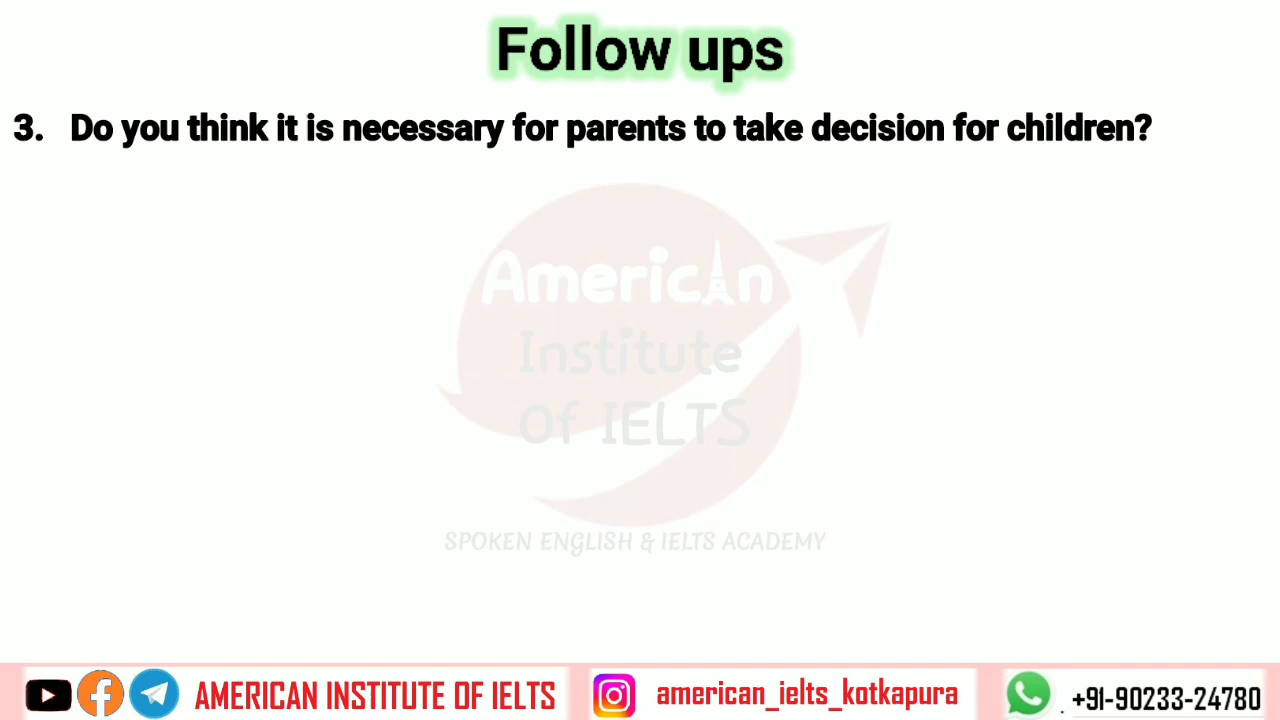 Follow ups
3. Do you think it is necessary for parents to take decision for children?
American
Institute
Of IELTS
SPOKEN ENGLISH & IELTS ACADEMY
AMERICAN INSTITUTE OF IELTS
american_ielts_kotkapura
. +91-90233-24780